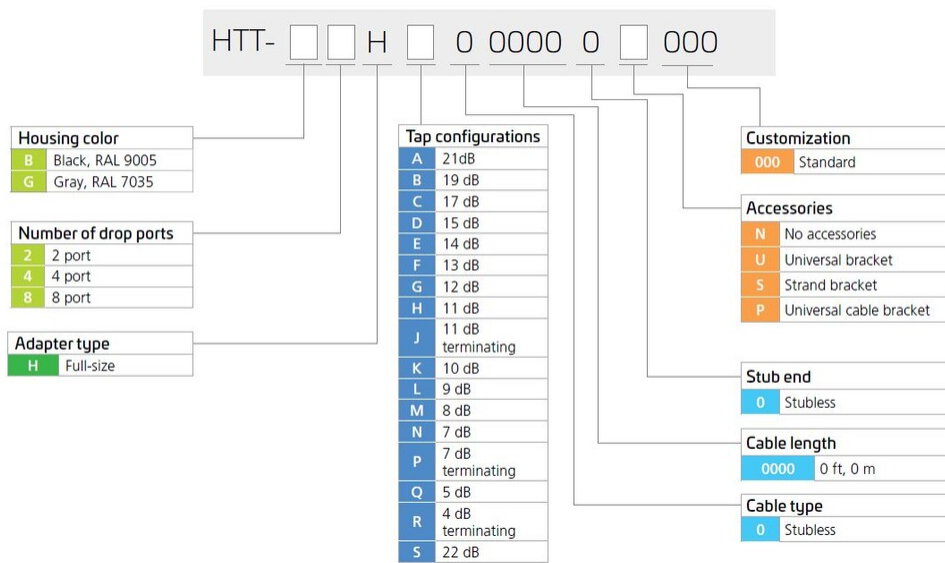 HTT- H 0 0000 0 000
Housing color
B Black, RAL 9005
G Gray, RAL 7035
Number of drop ports
2 2 port
4 4 port
8 8 port
Adapter type
H Full-size
Tap configurations
A 21dB
B 19 dB
C 17 dB
D 15 dB
E 14 dB
F 13 dB
G 12 dB
H 11 dB
J 11 dB
terminating
K 10 dB
L 9 dB
M 8 dB
N 7 dB
P 7 dB
terminating
Q 5 dB
R 4 dB
terminating
S 22 dB
Customization
000 Standard
Accessories
N No accessories
U Universal bracket
S Strand bracket
P Universal cable bracket
Stub end
0 Stubless
Cable length
0000 0 ft, 0 m
Cable type
0 Stubless